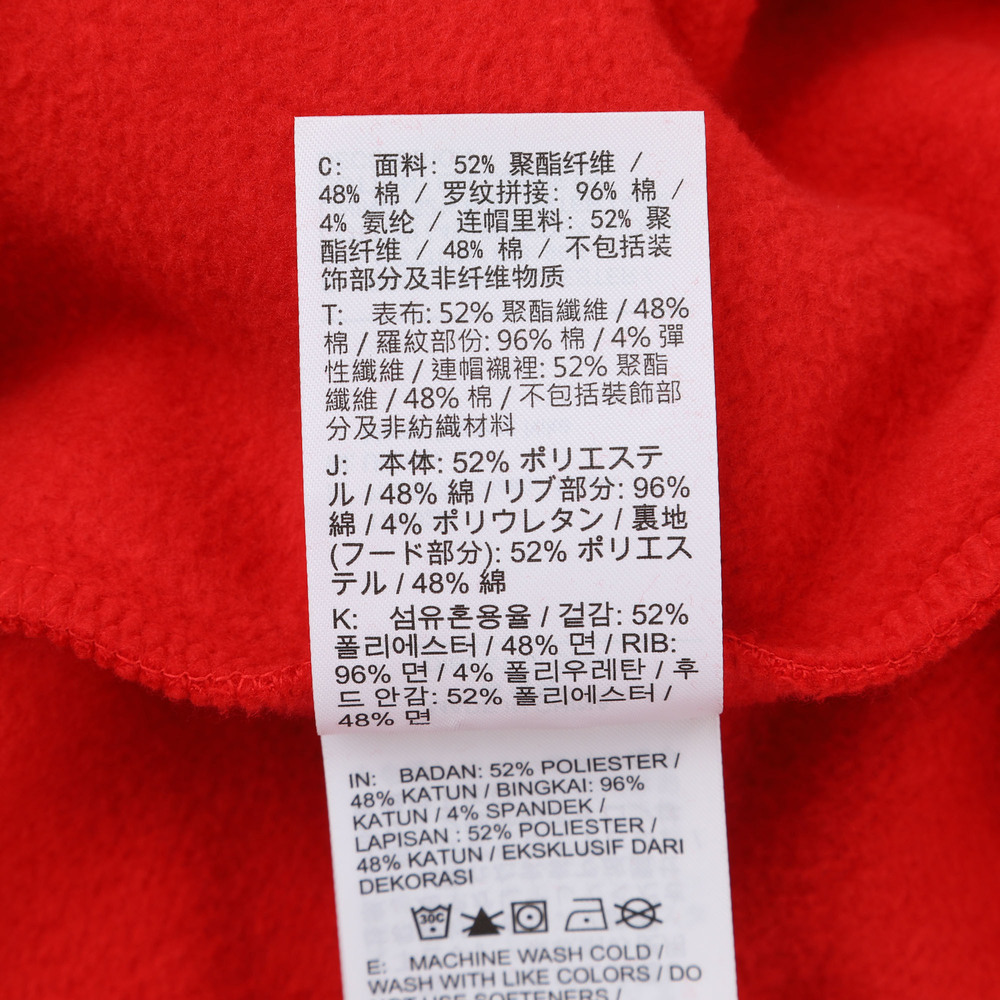 C: 面料: 52% 聚酯纤维 /
48% 棉 / 罗纹拼接: 96% 棉 /
4% 氨纶 / 连帽里料: 52% 聚
酯纤维 / 48% 棉 / 不包括装
饰部分及非纤维物质
T: 表布: 52% 聚酯纖維 / 48%
棉 / 羅紋部份: 96% 棉 / 4% 彈
性纖維 / 連帽襯裡: 52% 聚酯
纖維 / 48% 棉 / 不包括裝飾部
分及非紡織材料
J: 本体: 52% ポリエステ
ル / 48% 綿 / リブ部分: 96%
綿 / 4% ポリウレタン / 裏地
(フード部分): 52% ポリエス
テル / 48% 綿
K: 섬유혼용율 / 겉감: 52%
폴리에스터 / 48% 면 / RIB:
96% 면 / 4% 폴리우레탄 / 후
드 안감: 52% 폴리에스터 /
48% 면
IN: BADAN: 52% POLIESTER /
48% KATUN / BINGKAI: 96%
KATUN / 4% SPANDEK /
LAPISAN : 52% POLIESTER /
48% KATUN / EKSKLUSIF DARI
DEKORASI
30C
E: MACHINE WASH COLD /
WASH WITH LIKE COLORS / DO
NOT USE SOFTENERS /